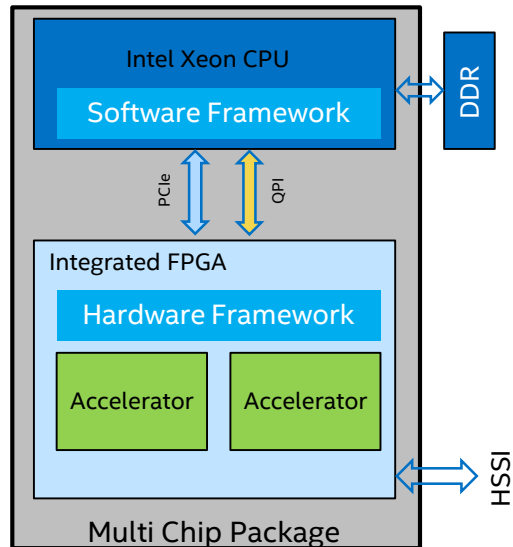 Intel Xeon CPU
Software Framework
DDR
PCIe
QPI
Integrated FPGA
Hardware Framework
Accelerator
Accelerator
HSSI
Multi Chip Package